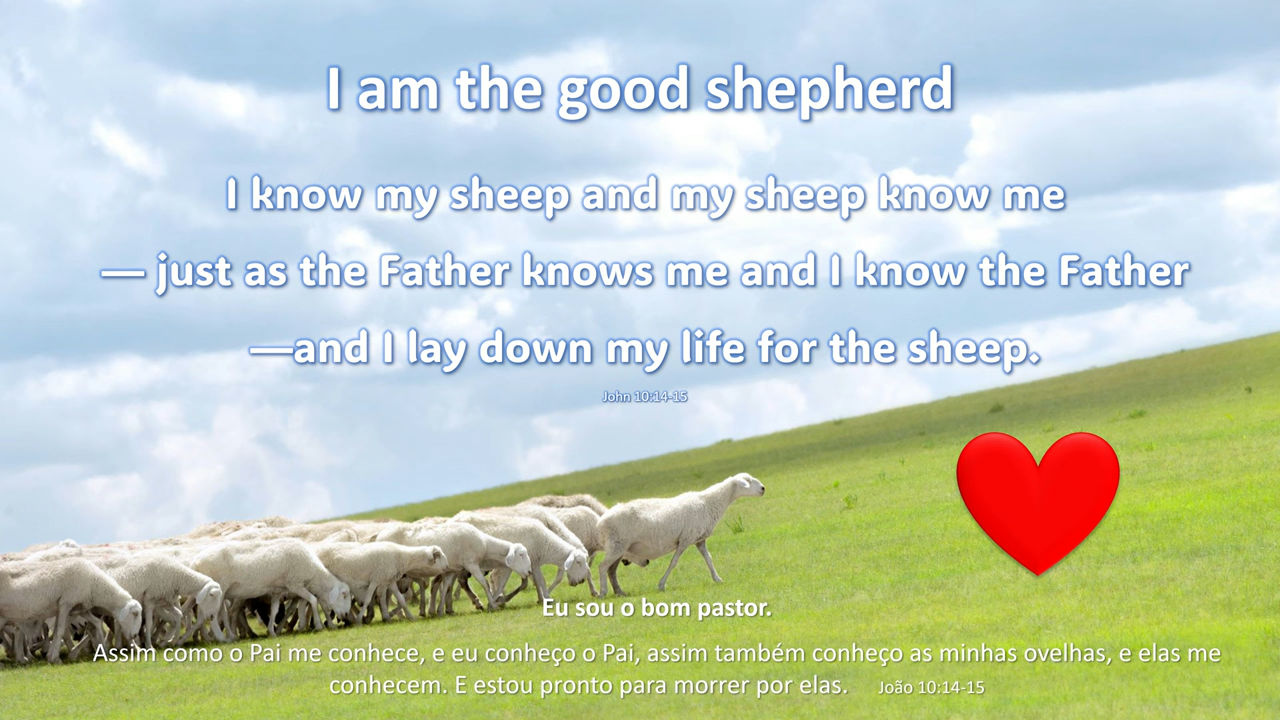 I am the good shepherd
I know my sheep and my sheep know me
— just as the Father knows me and I know the Father
—and I lay down my life for the sheep.
John 10:14-15
Eu sou o bom pastor.
Assim como o Pai me conhece, e eu conheço o Pai, assim também conheço as minhas ovelhas, e elas me
conhecem. E estou pronto para morrer por elas. João 10:14-15